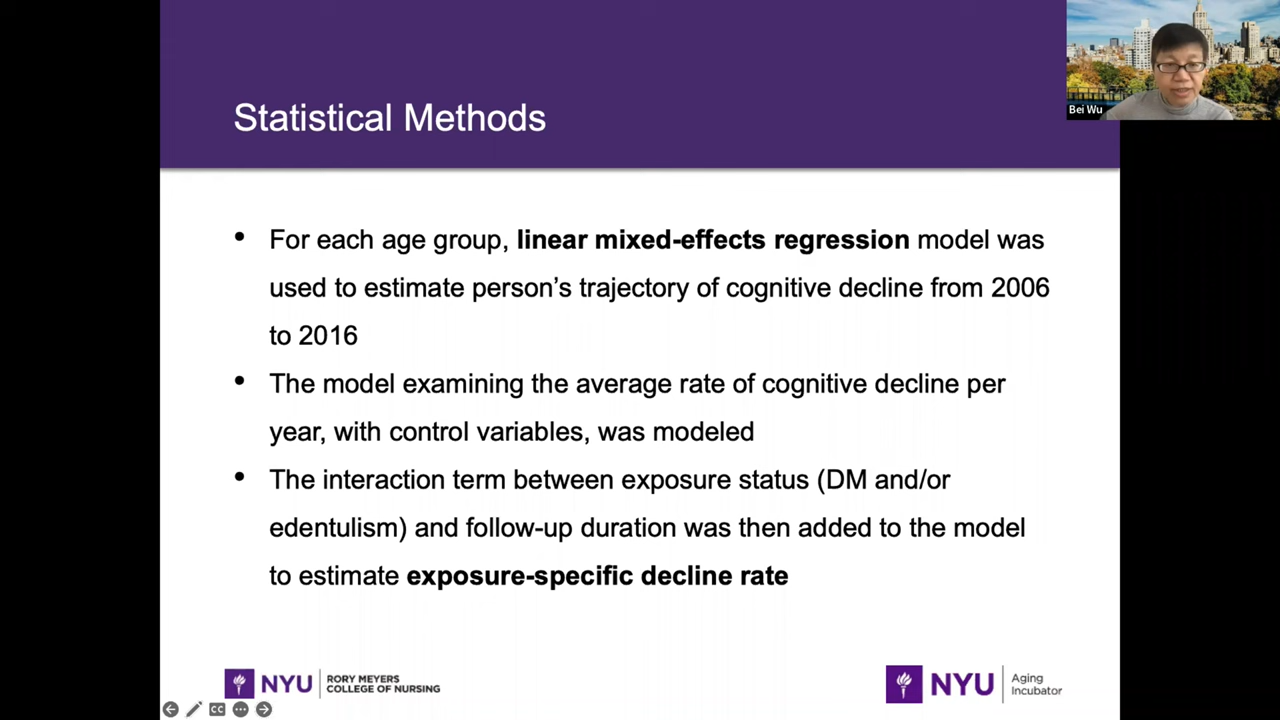 Bei Wu
Statistical Methods
• For each age group, linear mixed-effects regression model was
used to estimate person's trajectory of cognitive decline from 2006
to 2016
• The model examining the average rate of cognitive decline per
year, with control variables, was modeled
• The interaction term between exposure status (DM and/or
edentulism) and follow-up duration was then added to the model
to estimate exposure-specific decline rate
NYU
RORY MEYERS
COLLEGE OF NURSING
NYU
Aging
Incubator
CC